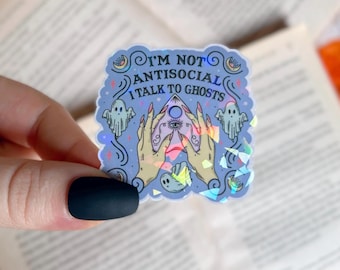 I'M NOT
ANTISOCIAL
I TALK TO GHOSTS